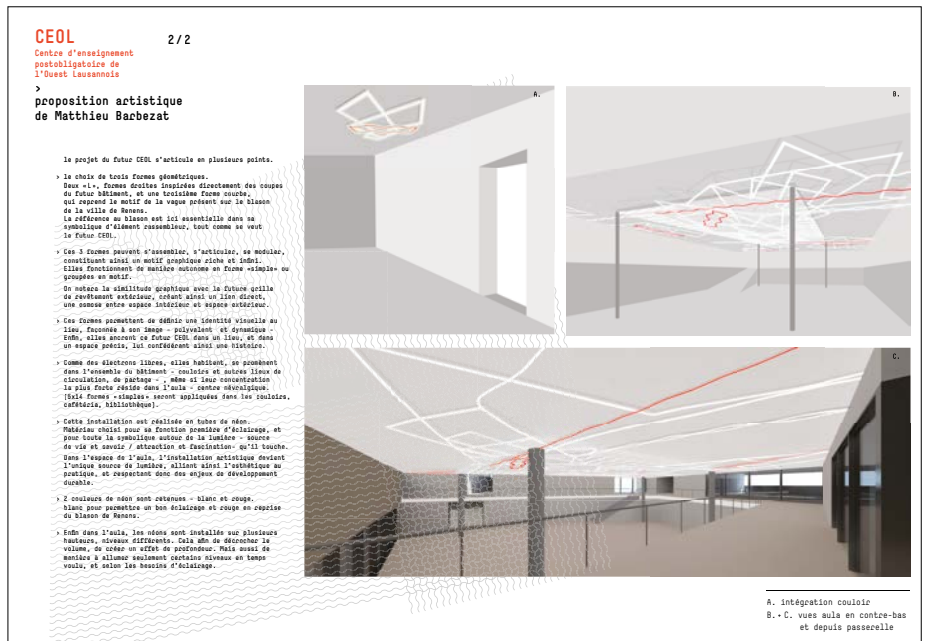 CEOL
2/2
Centre d'enseignement
postobligatoire de
l'Ouest Lausannois
>
proposition artistique
de Matthieu Barbezat
le projet du futur CEOL s'articule en plusieurs points.
> le choix de trois formes géométriques.
Deux «L», formes droites inspirées directement des coupes
du futur bâtiment, et une troisième forme courbe,
qui reprend le motif de la vague présent sur le blason
de la ville de Renens.
La référence au blason est ici essentielle dans sa
symbolique d'élément rassembleur, tout comme se veut
le futur CEOL.
> Ces 3 formes peuvent s'assembler, s'articuler, se moduler,
constituant ainsi un motif graphique riche et infini.
Elles fonctionnent de manière autonome en forme «simple» ou
groupées en motif.
On notera la similitude graphique avec la future grille
de revêtement extérieur, créant ainsi un lien direct,
une osmose entre espace intérieur et espace extérieur.
> Ces formes permettent de définir une identité visuelle au
lieu, façonnée à son image - polyvalent et dynamique -
Enfin, elles ancrent ce futur CEOL dans un lieu, et dans
un espace précis, lui conférant ainsi une histoire.
> Comme des électrons libres, elles habitent, se promènent
dans l'ensemble du bâtiment - couloirs et autres lieux de
circulation, de partage - , même si leur concentration
la plus forte réside dans l'aula - centre névralgique.
(5x14 formes «simples» seront appliquées dans les couloirs,
cafétéria, bibliothèque).
> Cette installation est réalisée en tubes de néon.
Matériau choisi pour sa fonction première d'éclairage, et
pour toute la symbolique autour de la lumière - source
de vie et savoir / attraction et fascination- qu'il touche.
Dans l'espace de l'aula, l'installation artistique devient
l'unique source de lumière, alliant ainsi l'esthétique au
pratique, et respectant donc des enjeux de développement
durable.
> 2 couleurs de néon sont retenues - blanc et rouge.
blanc pour permettre un bon éclairage et rouge en reprise
du blason de Renens.
> Enfin dans l'aula, les néons sont installés sur plusieurs
hauteurs, niveaux différents. Cela afin de décrocher le
volume, de créer un effet de profondeur. Mais aussi de
manière à allumer seulement certains niveaux en temps
voulu, et selon les besoins d'éclairage.
A.
B.
C.
A. intégration couloir
B.+C. vues aula en contre-bas
et depuis passerelle